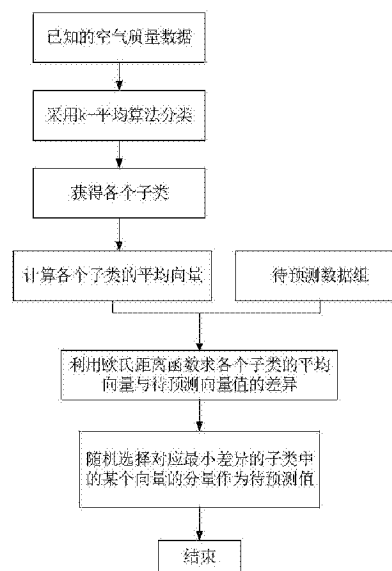 已知的空气质量数据
采用k-平均算法分类
获得各个子类
计算各个子类的平均向量
待预测数据组
利用欧氏距离函数求各个子类的平均
向量与待预测向量值的差异
随机选择对应最小差异的子类中
的某个向量的分量作为待预测值
结束